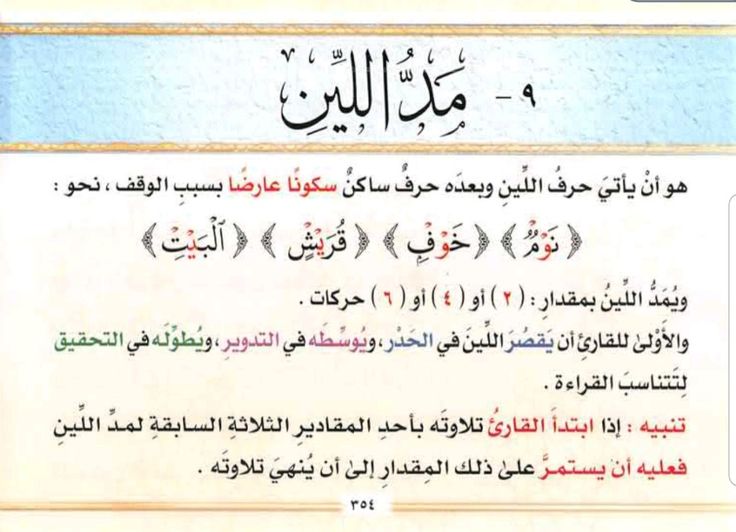 ٩ - مَدُّ اللِّينِ
هو أنْ يأتيَ حرفُ اللِّينِ وبعدَه حرفٌ ساكنٌ سكونًا عارضًا بسببِ الوقف ، نحو :
﴿ نَوْمٌ ﴾ ﴿ خَوْفٍ ﴾ ﴿ قُرَيْشٍ ﴾ ﴿ ٱلْبَيْتِ ﴾
ويُمَدُّ اللِّينُ بمقدارِ : ( ٢ ) أو ( ٤ ) أو ( ٦ ) حركات .
والأَوْلىٰ للقارئِ أن يَقصُرَ اللِّينَ في الحَدْر ، ويُوسِّطَه في التدوير ، ويُطوِّلَه في التحقيق
لِتَتناسبَ القراءة .
تنبيه : إذا ابتدأَ القارئُ تلاوتَه بأحدِ المقاديرِ الثلاثةِ السابقةِ لمدِّ اللِّينِ
فعليه أن يستمرَّ علىٰ ذلك المِقدارِ إلىٰ أن يُنهيَ تلاوتَه .
٣٥٤